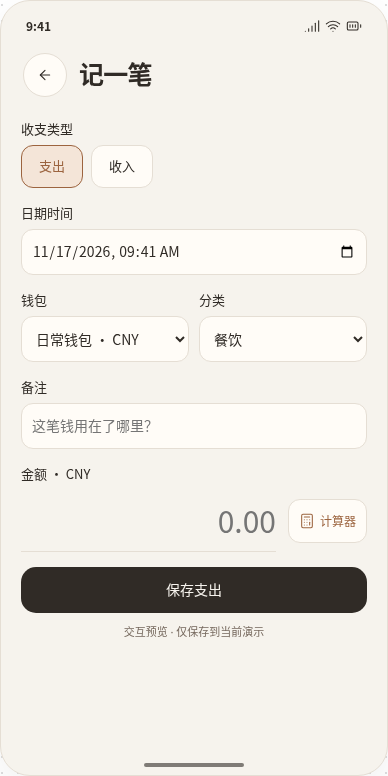 9:41
记一笔
收支类型
支出 收入
日期时间
11/17/2026, 09:41 AM
钱包 分类
日常钱包 · CNY 餐饮
备注
这笔钱用在了哪里？
金额 · CNY
0.00 计算器
保存支出
交互预览 · 仅保存到当前演示